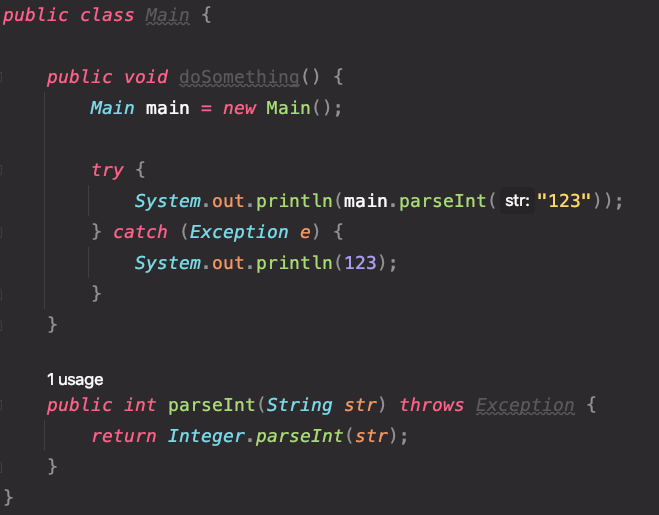 public class Main {
public void doSomething() {
Main main = new Main();
try {
System.out.println(main.parseInt( str: "123"));
} catch (Exception e) {
System.out.println(123);
}
}
1 usage
public int parseInt(String str) throws Exception {
return Integer.parseInt(str);
}
}